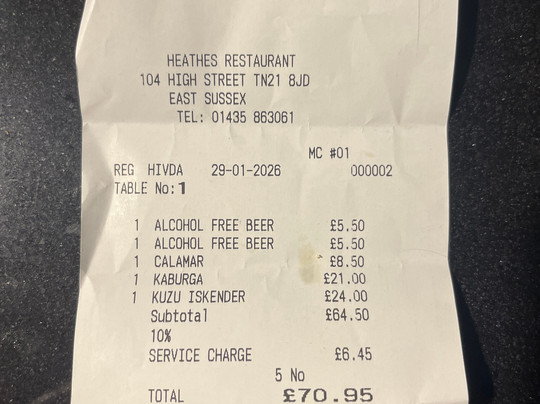 HEATHES RESTAURANT
104 HIGH STREET TN21 8JD
EAST SUSSEX
TEL: 01435 863061
MC #01
REG HIVDA 29-01-2026 000002
TABLE No:1
1 ALCOHOL FREE BEER £5.50
1 ALCOHOL FREE BEER £5.50
1 CALAMAR £8.50
1 KABURGA £21.00
1 KUZU ISKENDER £24.00
Subtotal £64.50
10%
SERVICE CHARGE £6.45
5 No
TOTAL £70.95